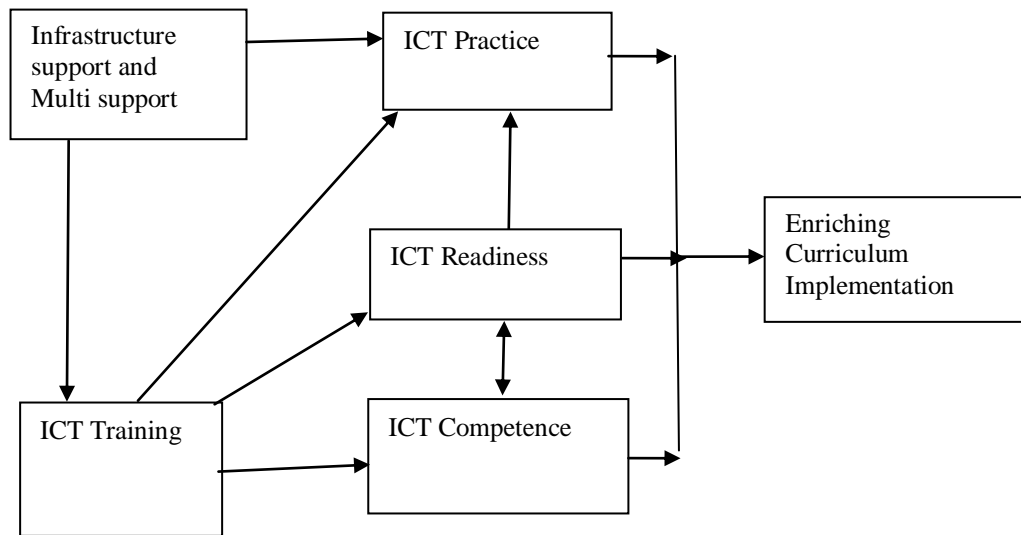 Infrastructure
support and
Multi support
ICT Practice
ICT Readiness
Enriching
Curriculum
Implementation
ICT Training
ICT Competence